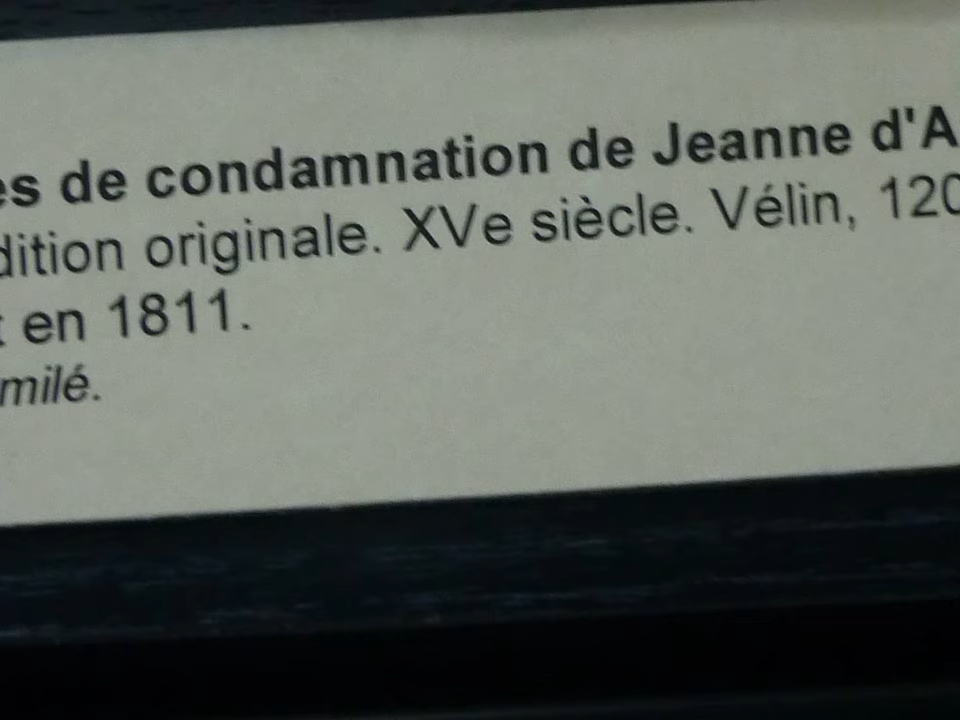 es de condamnation de Jeanne d'A
dition originale. XVe siècle. Vélin, 120
en 1811.
milé.